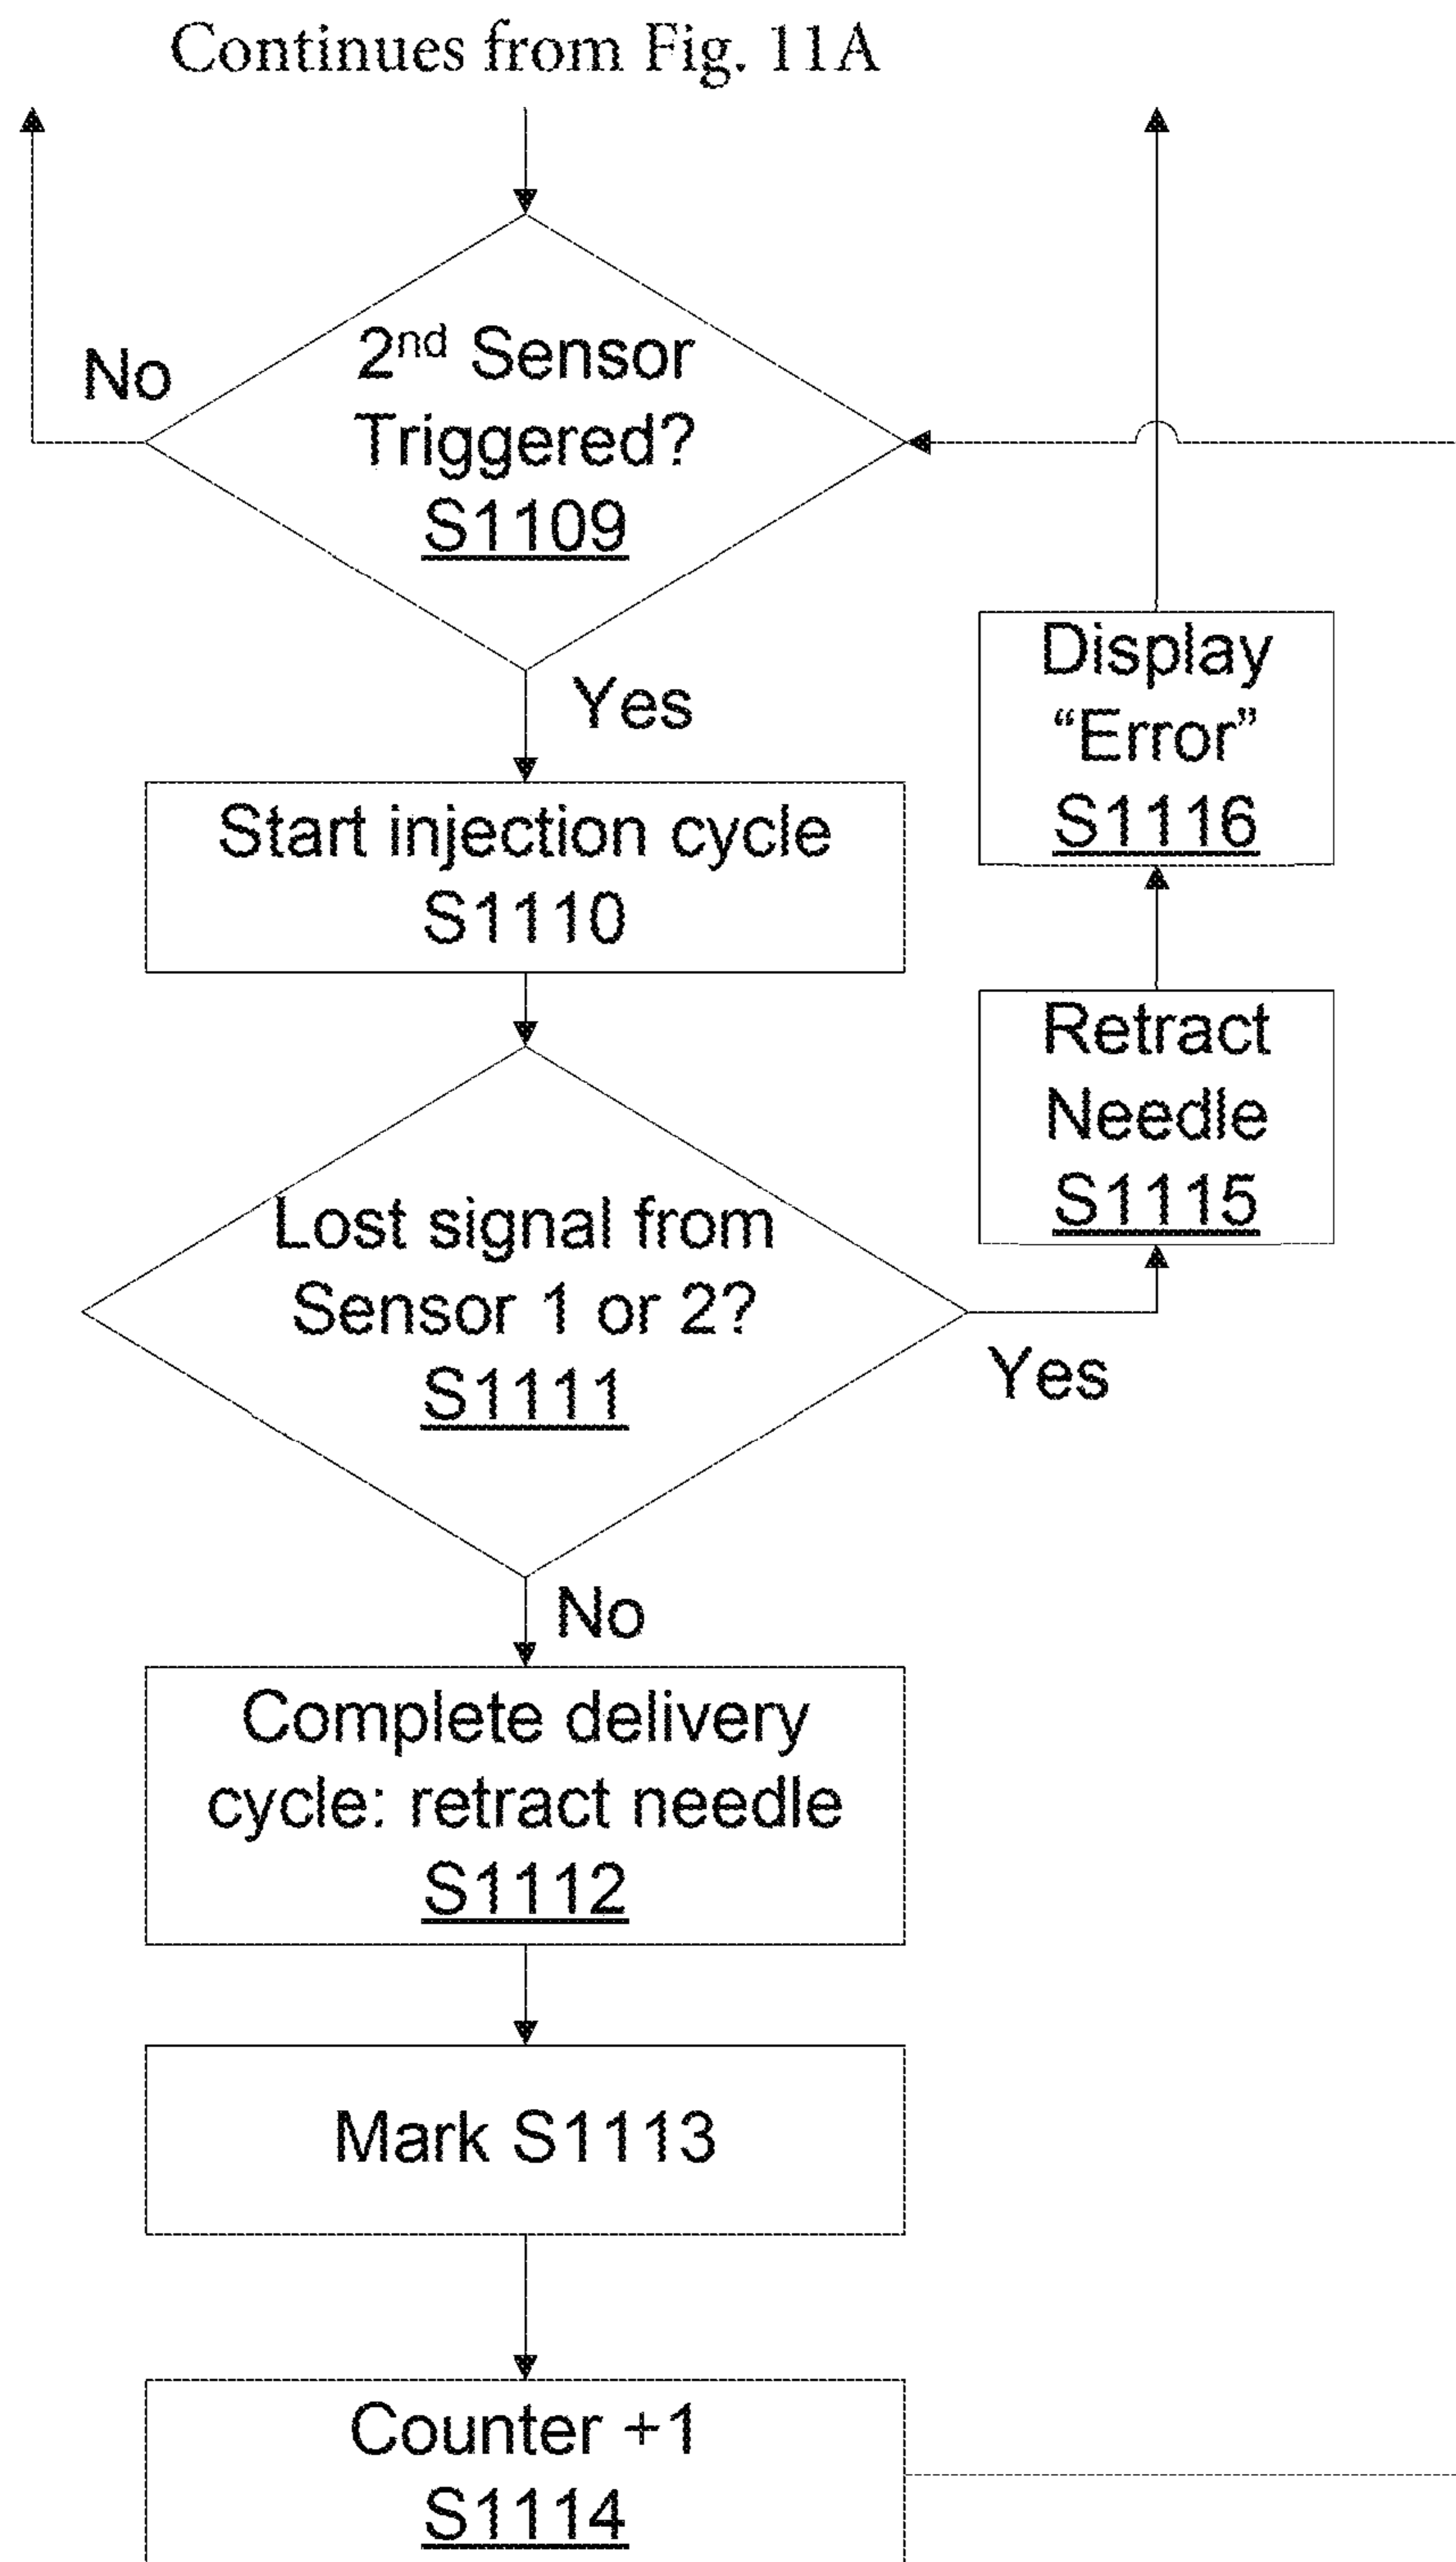 Continues from Fig. 11A
No
2nd Sensor
Triggered?
S1109
Yes
Start injection cycle
S1110
Display
“Error”
S1116
Retract
Needle
S1115
Lost signal from
Sensor 1 or 2?
S1111
Yes
No
Complete delivery
cycle: retract needle
S1112
Mark S1113
Counter +1
S1114